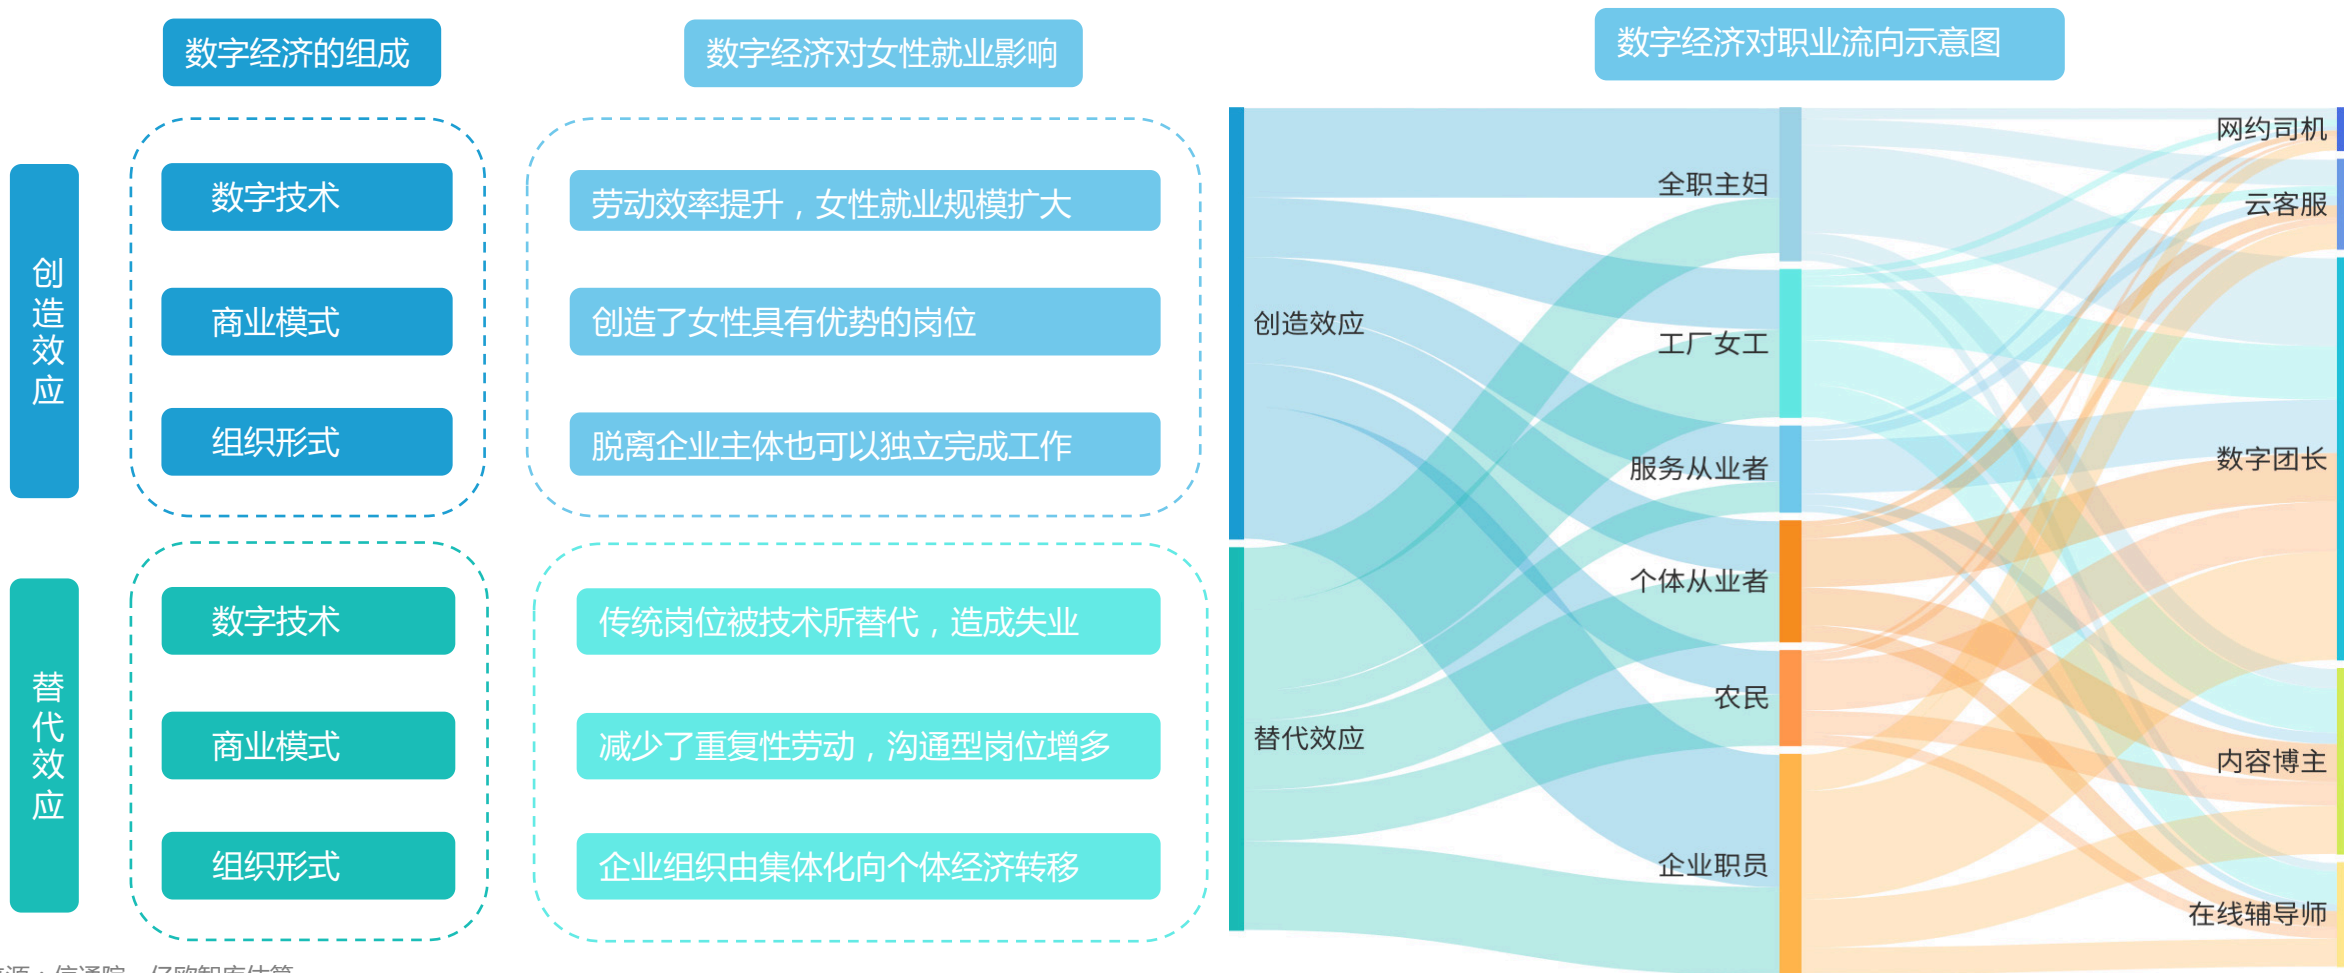 数字经济的组成
数字经济对女性就业影响
数字经济对职业流向示意图
创造效应
数字技术
商业模式
组织形式
劳动效率提升，女性就业规模扩大
创造了女性具有优势的岗位
脱离企业主体也可以独立完成工作
替代效应
数字技术
商业模式
组织形式
传统岗位被技术所替代，造成失业
减少了重复性劳动，沟通型岗位增多
企业组织由集体化向个体经济转移
创造效应
替代效应
全职主妇
工厂女工
服务从业者
个体从业者
农民
企业职员
网约司机
云客服
数字团长
内容博主
在线辅导师
源：信通院、亿欧智库估算